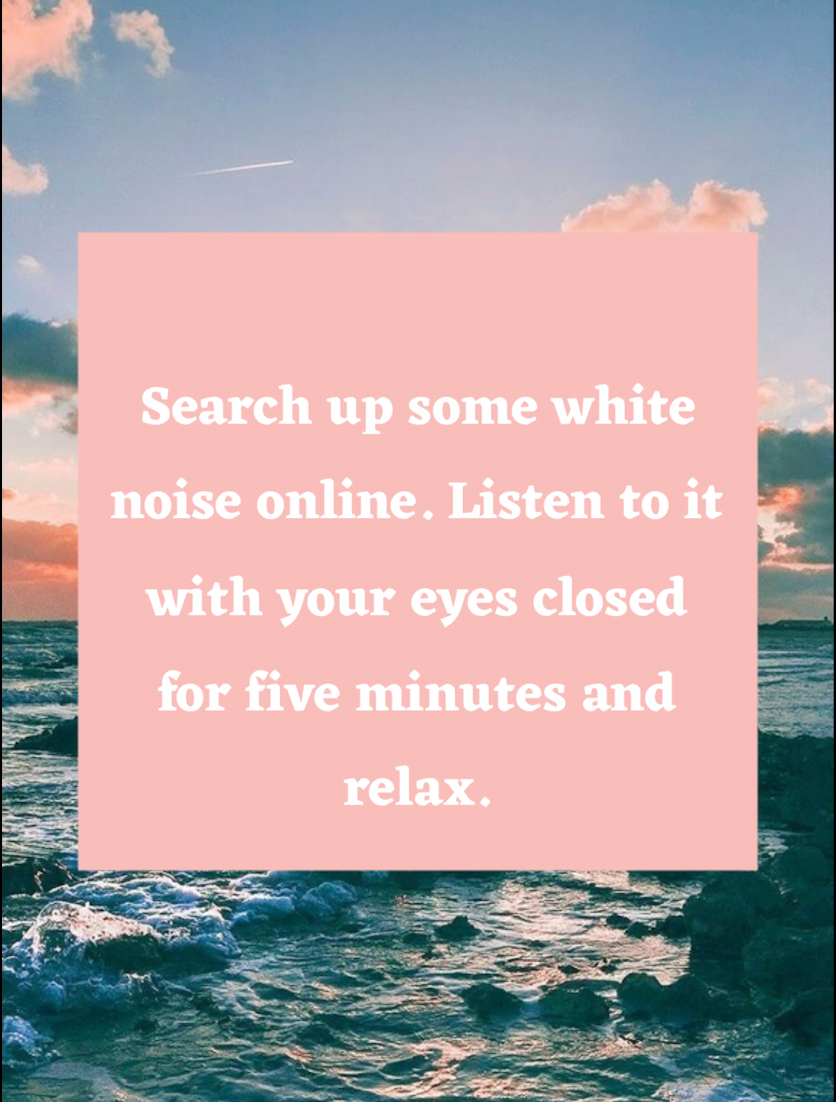 Search up some white
noise online. Listen to it
with your eyes closed
for five minutes and
relax.